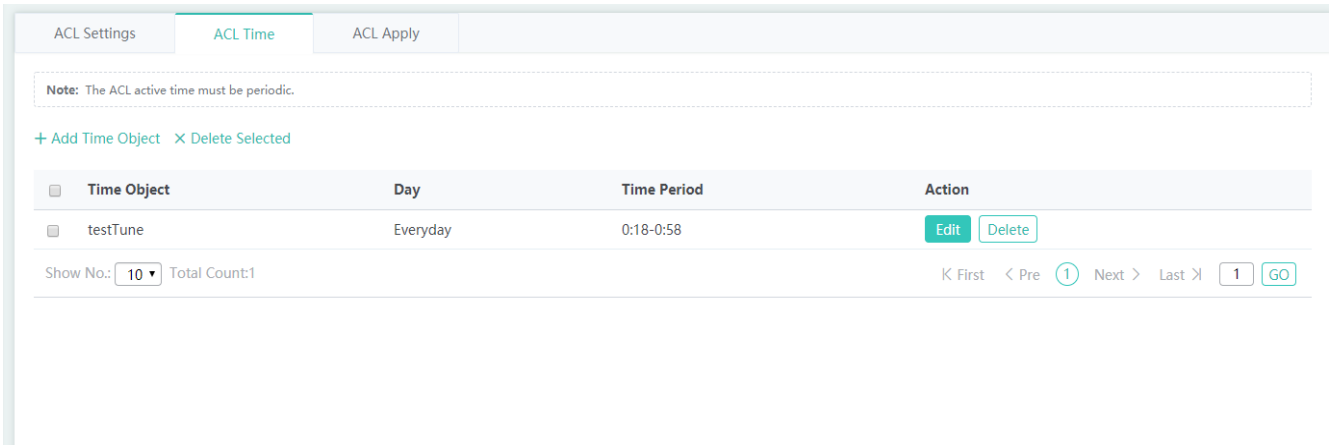 ACL Settings ACL Time ACL Apply
Note: The ACL active time must be periodic.
+ Add Time Object × Delete Selected
Time Object Day Time Period Action
testTune Everyday 0:18-0:58 Edit Delete
Show No.: 10 Total Count:1 First Pre 1 Next Last 1 GO